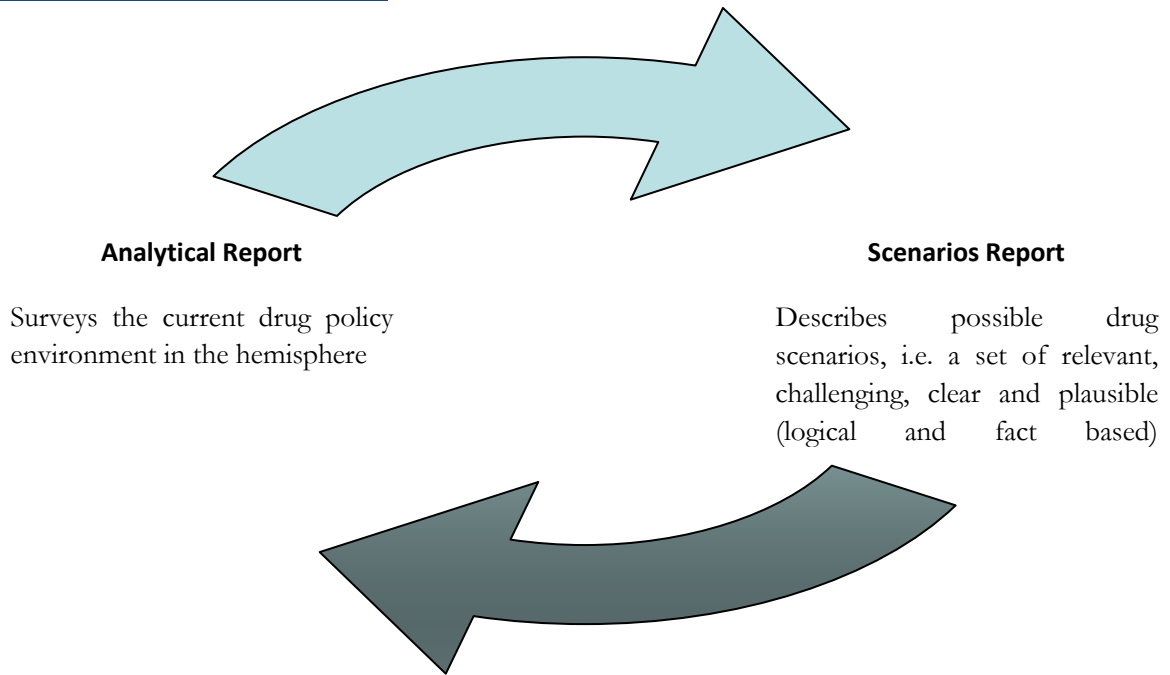 Analytical Report
Surveys the current drug policy
environment in the hemisphere
Scenarios Report
Describes possible drug
scenarios, i.e. a set of relevant,
challenging, clear and plausible
(logical and fact based)